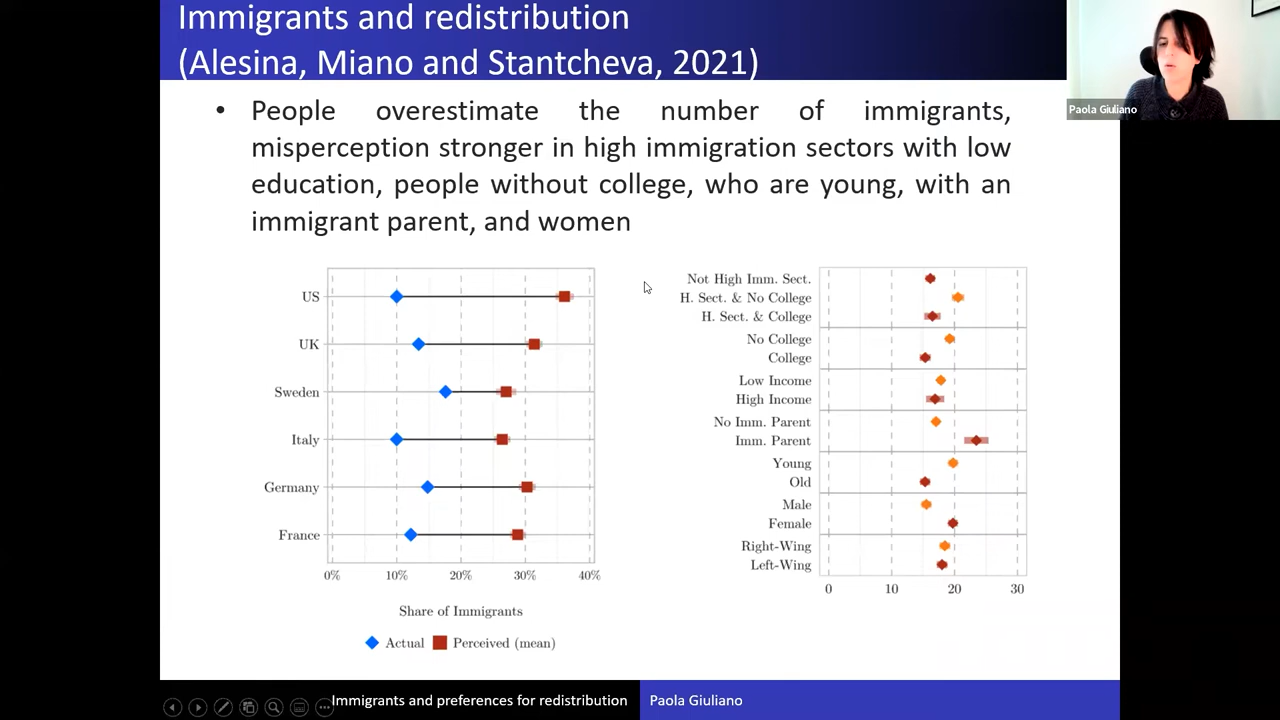 Immigrants and redistribution
(Alesina, Miano and Stantcheva, 2021)
Paola Giuliano
• People overestimate the number of immigrants,
misperception stronger in high immigration sectors with low
education, people without college, who are young, with an
immigrant parent, and women
US
UK
Sweden
Italy
Germany
France
0% 10% 20% 30% 40%
Share of Immigrants
Actual Perceived (mean)
Not High Imm. Sect.
H. Sect. & No College
H. Sect. & College
No College
College
Low Income
High Income
No Imm. Parent
Imm. Parent
Young
Old
Male
Female
Right-Wing
Left-Wing
0 10 20 30
Immigrants and preferences for redistribution
Paola Giuliano